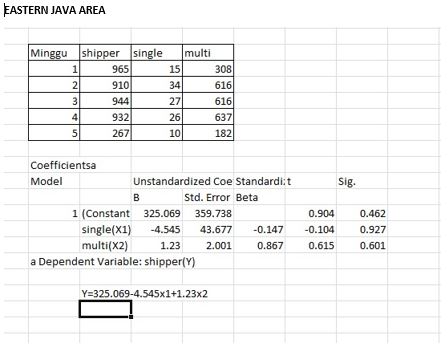 EASTERN JAVA AREA
Minggu shipper single multi
1 965 15 308
2 910 34 616
3 944 27 616
4 932 26 637
5 267 10 182
Coefficientsa
Model Unstandardized Coe Standardi: t Sig.
B Std. Error Beta
1 (Constant 325.069 359.738 0.904 0.462
single(X1) -4.545 43.677 -0.147 -0.104 0.927
multi(X2) 1.23 2.001 0.867 0.615 0.601
a Dependent Variable: shipper(Y)
Y=325.069-4.545x1+1.23x2